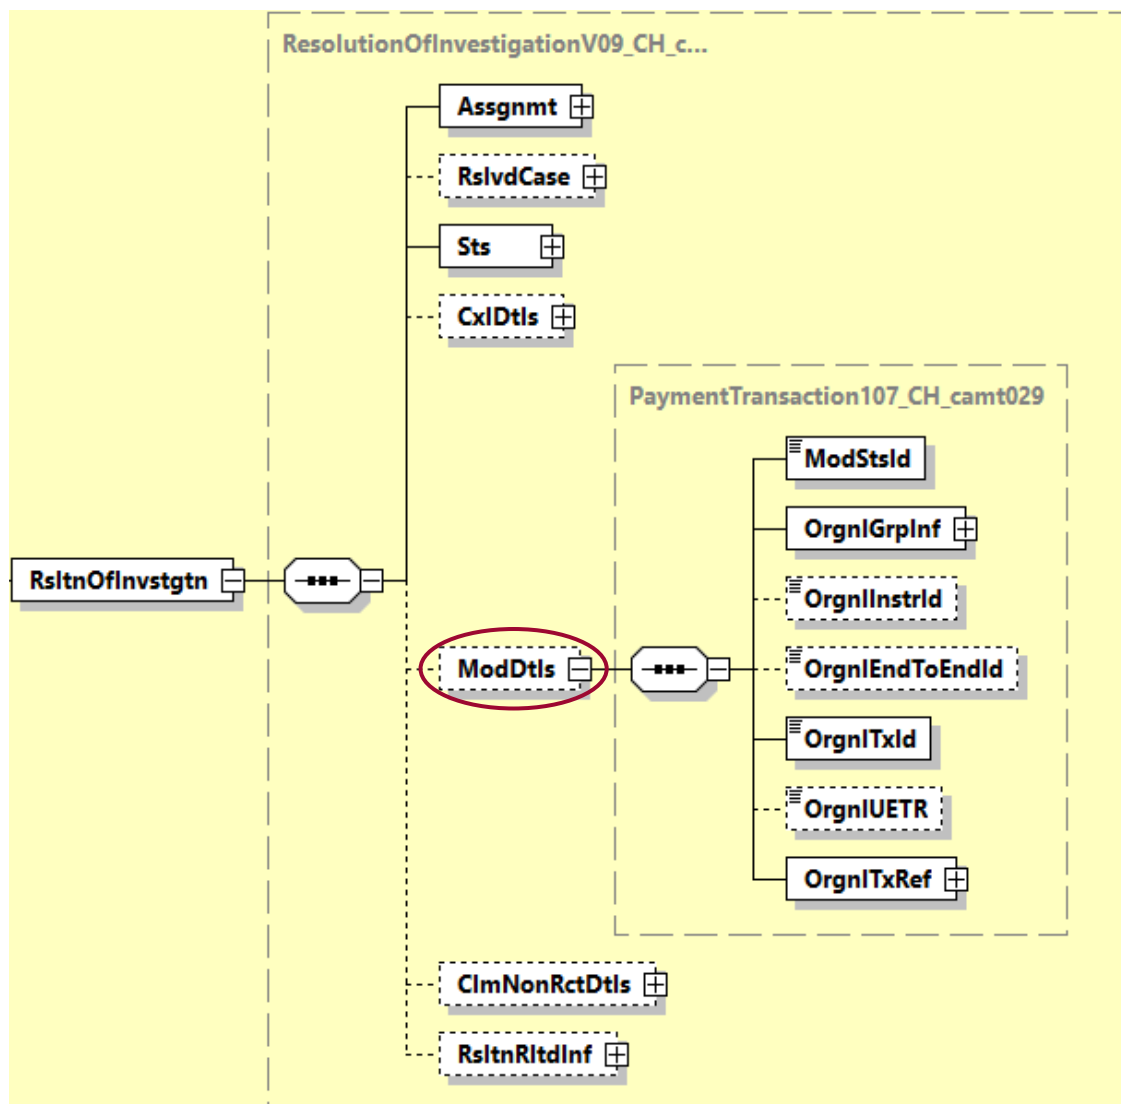 ResolutionOfInvestigationV09_CH_c...
Assgnmt
RslvdCase
Sts
CxlDtls
PaymentTransaction107_CH_camt029
ModStsId
OrgnlGrpInf
OrgnlInstrId
RsltnOfInvstgtn
ModDtls
OrgnlEndToEndId
OrgnlTxId
OrgnlUETR
OrgnlTxRef
ClmNonRctDtls
RsltnRltdInf